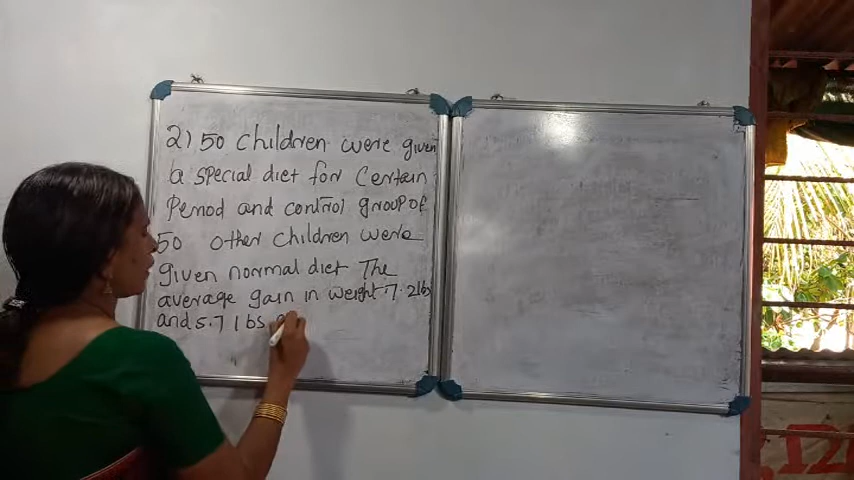 2) 50 children were given
a special diet for certain
Period and control group of
50 other children were
given normal diet The
average gain in weight 7.2lbs
and 5.7 lbs